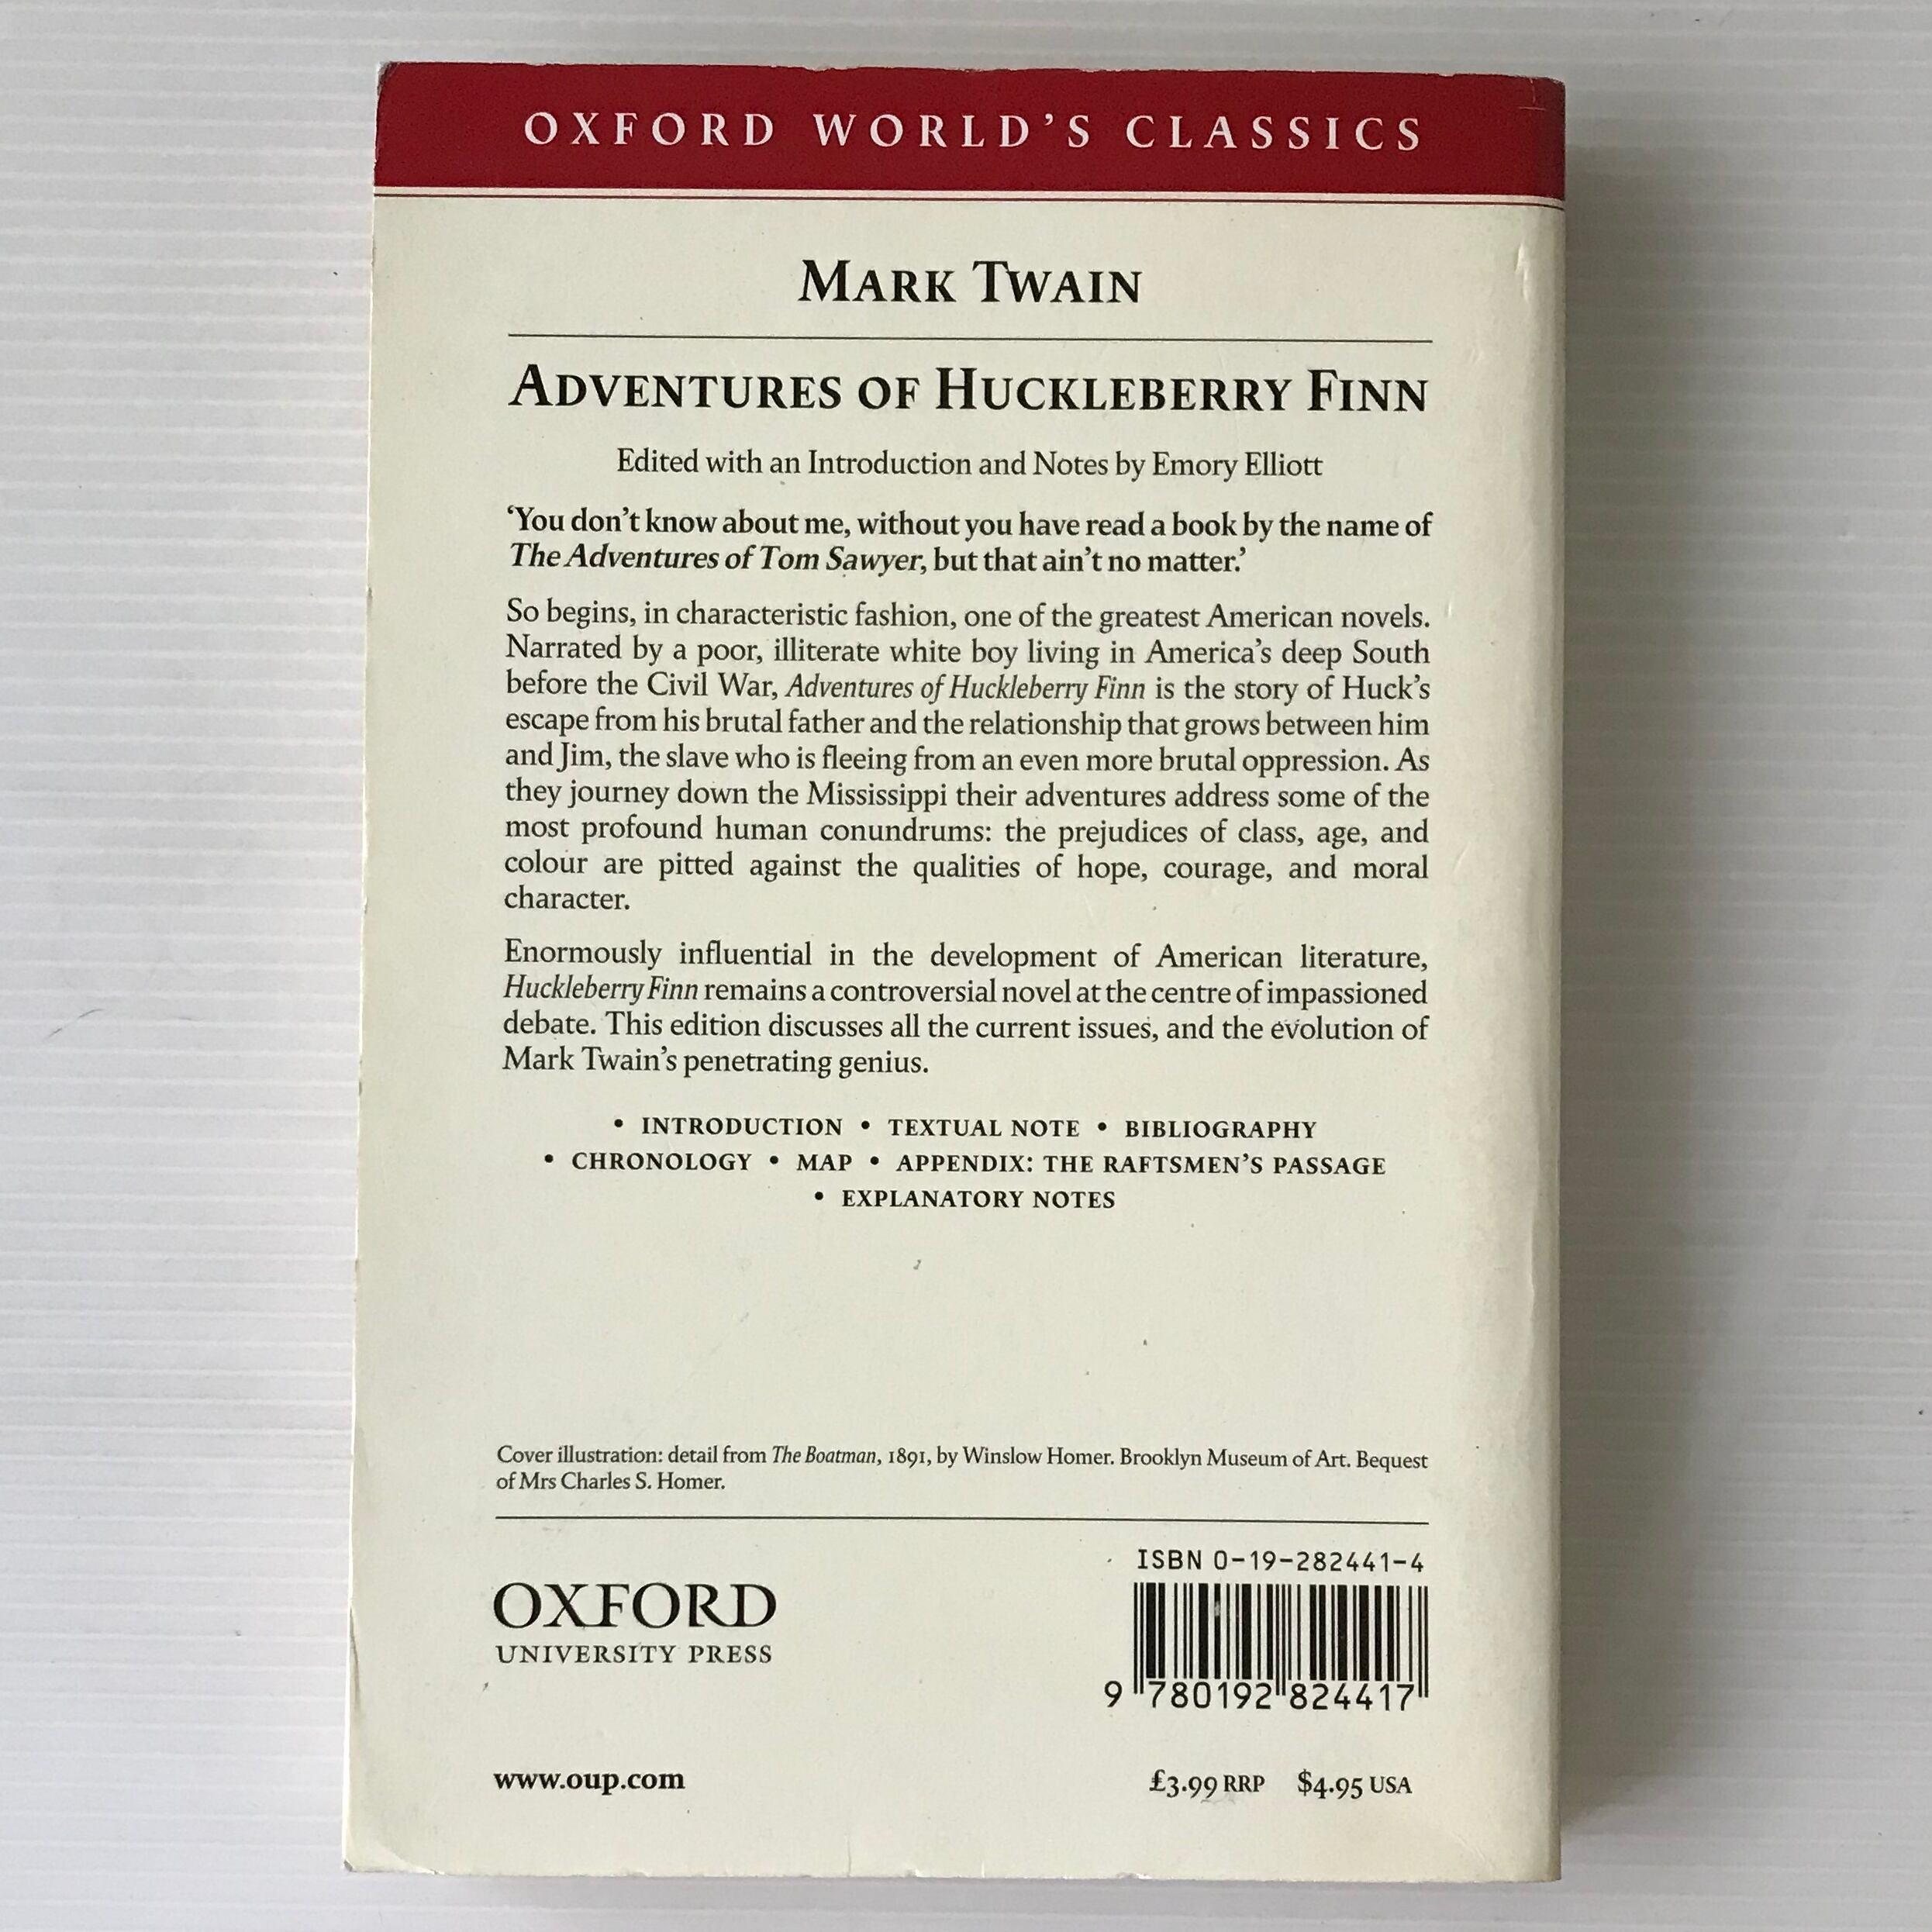 OXFORD WORLD'S CLASSICS
MARK TWAIN
ADVENTURES OF HUCKLEBERRY FINN
Edited with an Introduction and Notes by Emory Elliott
‘You don’t know about me, without you have read a book by the name of
The Adventures of Tom Sawyer, but that ain’t no matter.’
So begins, in characteristic fashion, one of the greatest American novels.
Narrated by a poor, illiterate white boy living in America’s deep South
before the Civil War, Adventures of Huckleberry Finn is the story of Huck’s
escape from his brutal father and the relationship that grows between him
and Jim, the slave who is fleeing from an even more brutal oppression. As
they journey down the Mississippi their adventures address some of the
most profound human conundrums: the prejudices of class, age, and
colour are pitted against the qualities of hope, courage, and moral
character.
Enormously influential in the development of American literature,
Huckleberry Finn remains a controversial novel at the centre of impassioned
debate. This edition discusses all the current issues, and the evolution of
Mark Twain’s penetrating genius.
• INTRODUCTION • TEXTUAL NOTE • BIBLIOGRAPHY
• CHRONOLOGY • MAP • APPENDIX: THE RAFTSMEN’S PASSAGE
• EXPLANATORY NOTES
Cover illustration: detail from The Boatman, 1891, by Winslow Homer. Brooklyn Museum of Art. Bequest
of Mrs Charles S. Homer.
ISBN 0-19-282441-4
OXFORD
UNIVERSITY PRESS
9 780192 824417
www.oup.com
£3.99 RRP $4.95 USA